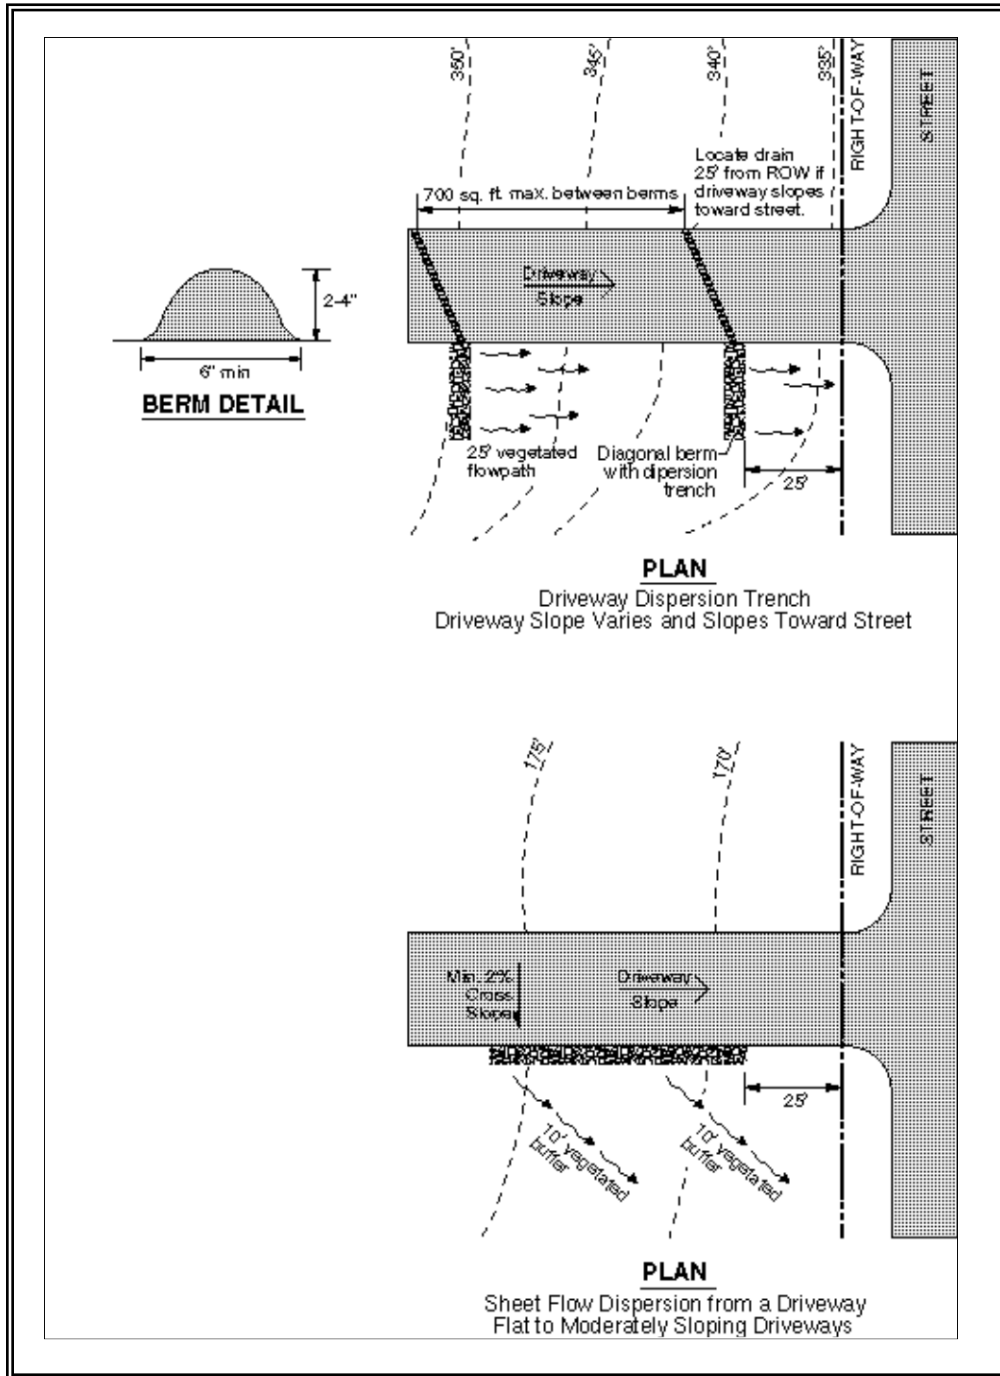 350'
345'
340'
335'
RIGHT-OF-WAY
STREET
Locate drain
25' from ROW if
driveway slopes
toward street.
700 sq. ft. max. between berms
Driveway
Slope
2-4"
6" min
BERM DETAIL
25' vegetated
flowpath
Diagonal berm
with dipersion
trench
25'
PLAN
Driveway Dispersion Trench
Driveway Slope Varies and Slopes Toward Street
175'
170'
RIGHT-OF-WAY
STREET
Min. 2%
Cross
Slope
Driveway
Slope
25'
10' vegetated
buffer
10' vegetated
buffer
PLAN
Sheet Flow Dispersion from a Driveway
Flat to Moderately Sloping Driveways